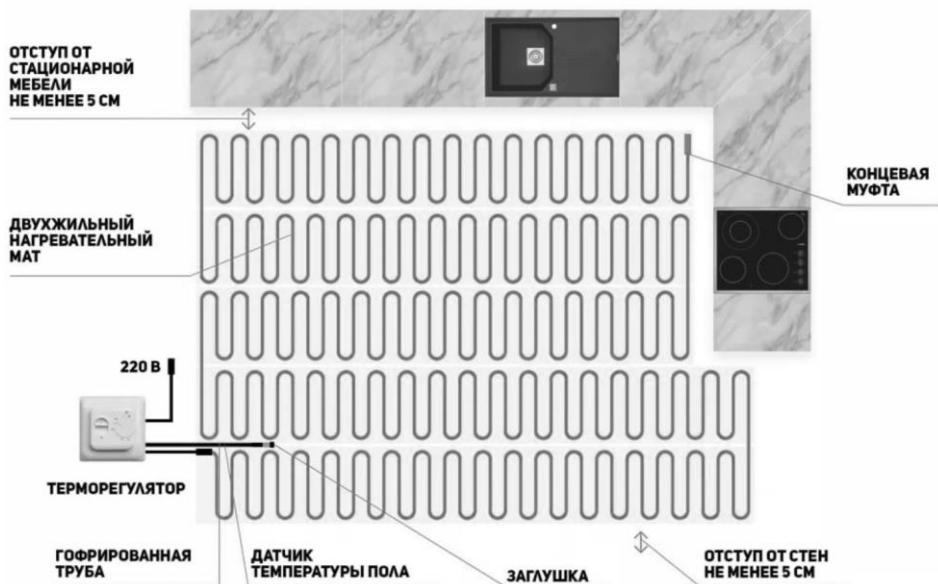 ОТСТУП ОТ
СТАЦИОНАРНОЙ
МЕБЕЛИ
НЕ МЕНЕЕ 5 СМ
КОНЦЕВАЯ
МУФТА
ДВУХЖИЛЬНЫЙ
НАГРЕВАТЕЛЬНЫЙ
МАТ
220 В
ТЕРМОРЕГУЛЯТОР
ГОФРИРОВАННАЯ
ТРУБА
ДАТЧИК
ТЕМПЕРАТУРЫ ПОЛА
ЗАГЛУШКА
ОТСТУП ОТ СТЕН
НЕ МЕНЕЕ 5 СМ